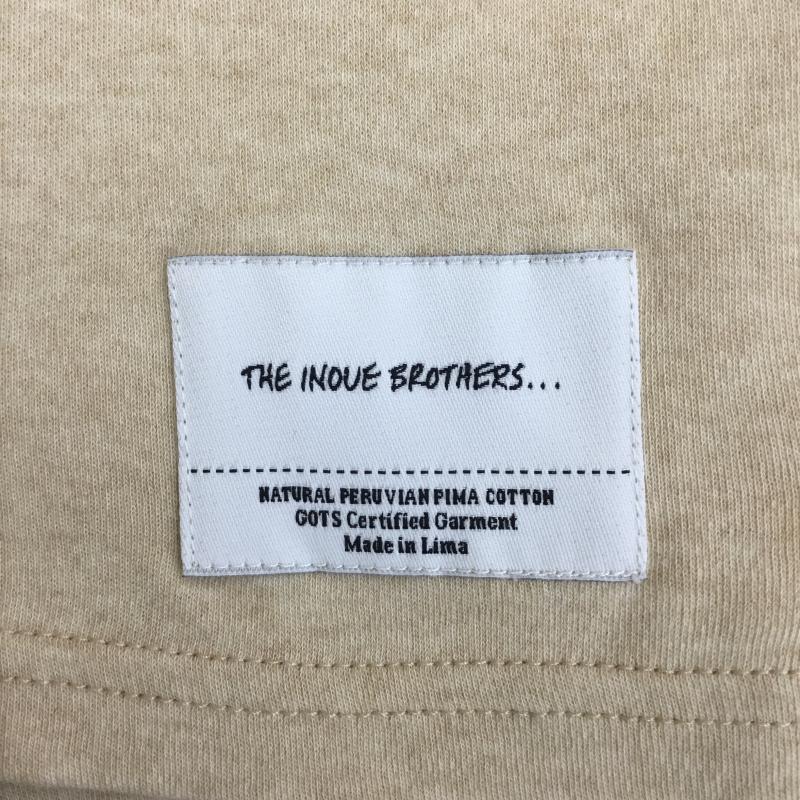 THE INOUE BROTHERS...
NATURAL PERUVIAN PIMA COTTON
GOTS Certified Garment
Made in Lima